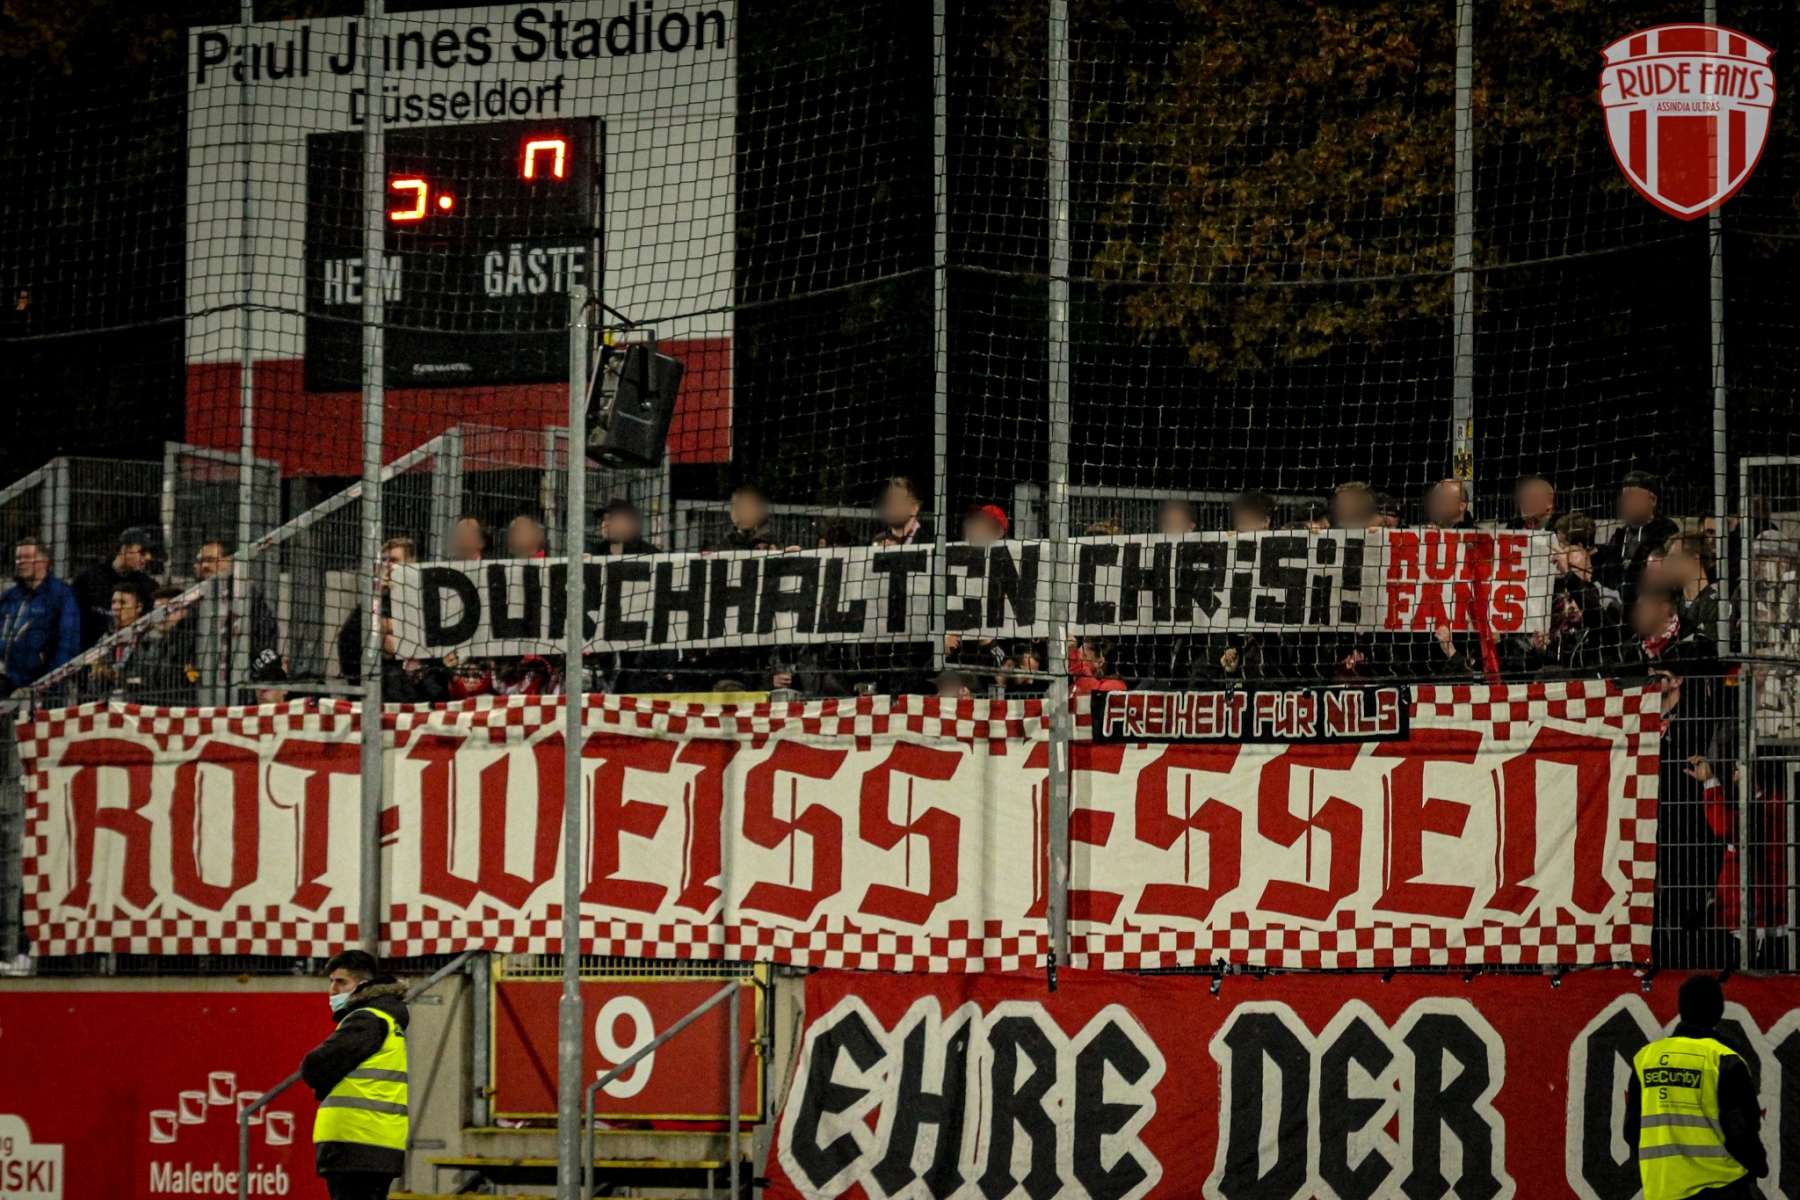 Paul Janes Stadion
Düsseldorf
HEIM
GÄSTE
RUDE FANS
ASSINDIA ULTRAS
DURCHHALTEN CHRiSi!
RUDE
FANS
FREIHEIT FÜR NILS
ROT-WEISS ESSEN
9
EHRE DER
Malerbetrieb
NSKI
C
seCurity
S